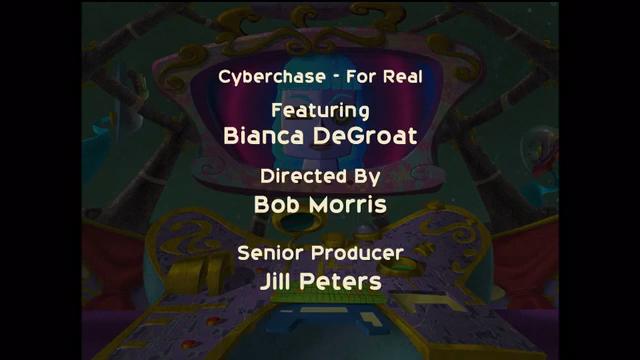 Cyberchase - For Real
Featuring
Bianca DeGroat
Directed By
Bob Morris
Senior Producer
Jill Peters